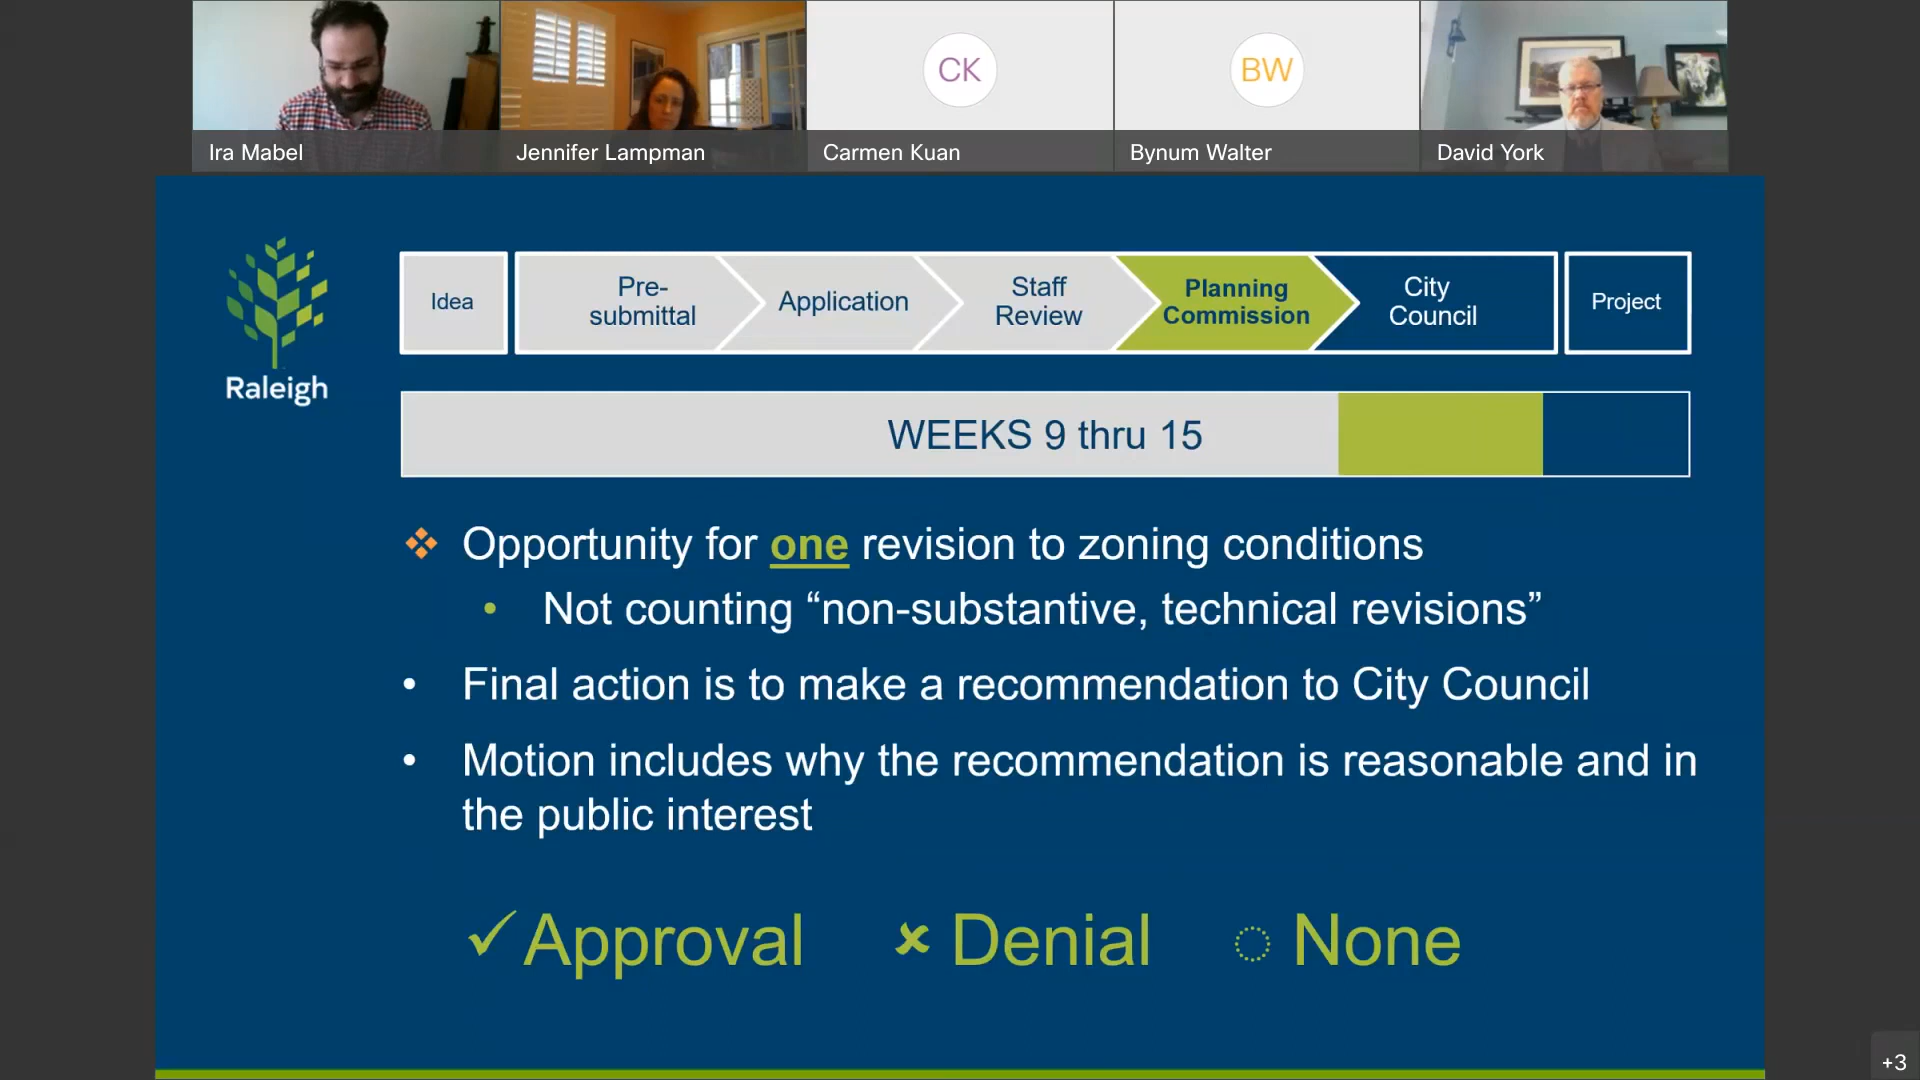 CK
BW
Ira Mabel
Jennifer Lampman
Carmen Kuan
Bynum Walter
David York
Raleigh
Idea
Pre-
submittal
Application
Staff
Review
Planning
Commission
City
Council
Project
WEEKS 9 thru 15
Opportunity for one revision to zoning conditions
Not counting “non-substantive, technical revisions”
Final action is to make a recommendation to City Council
Motion includes why the recommendation is reasonable and in
the public interest
Approval
Denial
None
+3